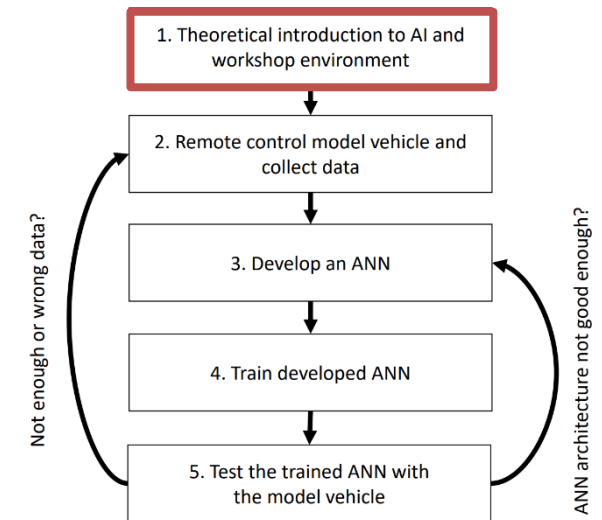 1. Theoretical introduction to AI and
workshop environment
2. Remote control model vehicle and
collect data
3. Develop an ANN
4. Train developed ANN
5. Test the trained ANN with
the model vehicle
Not enough or wrong data?
ANN architecture not good enough?